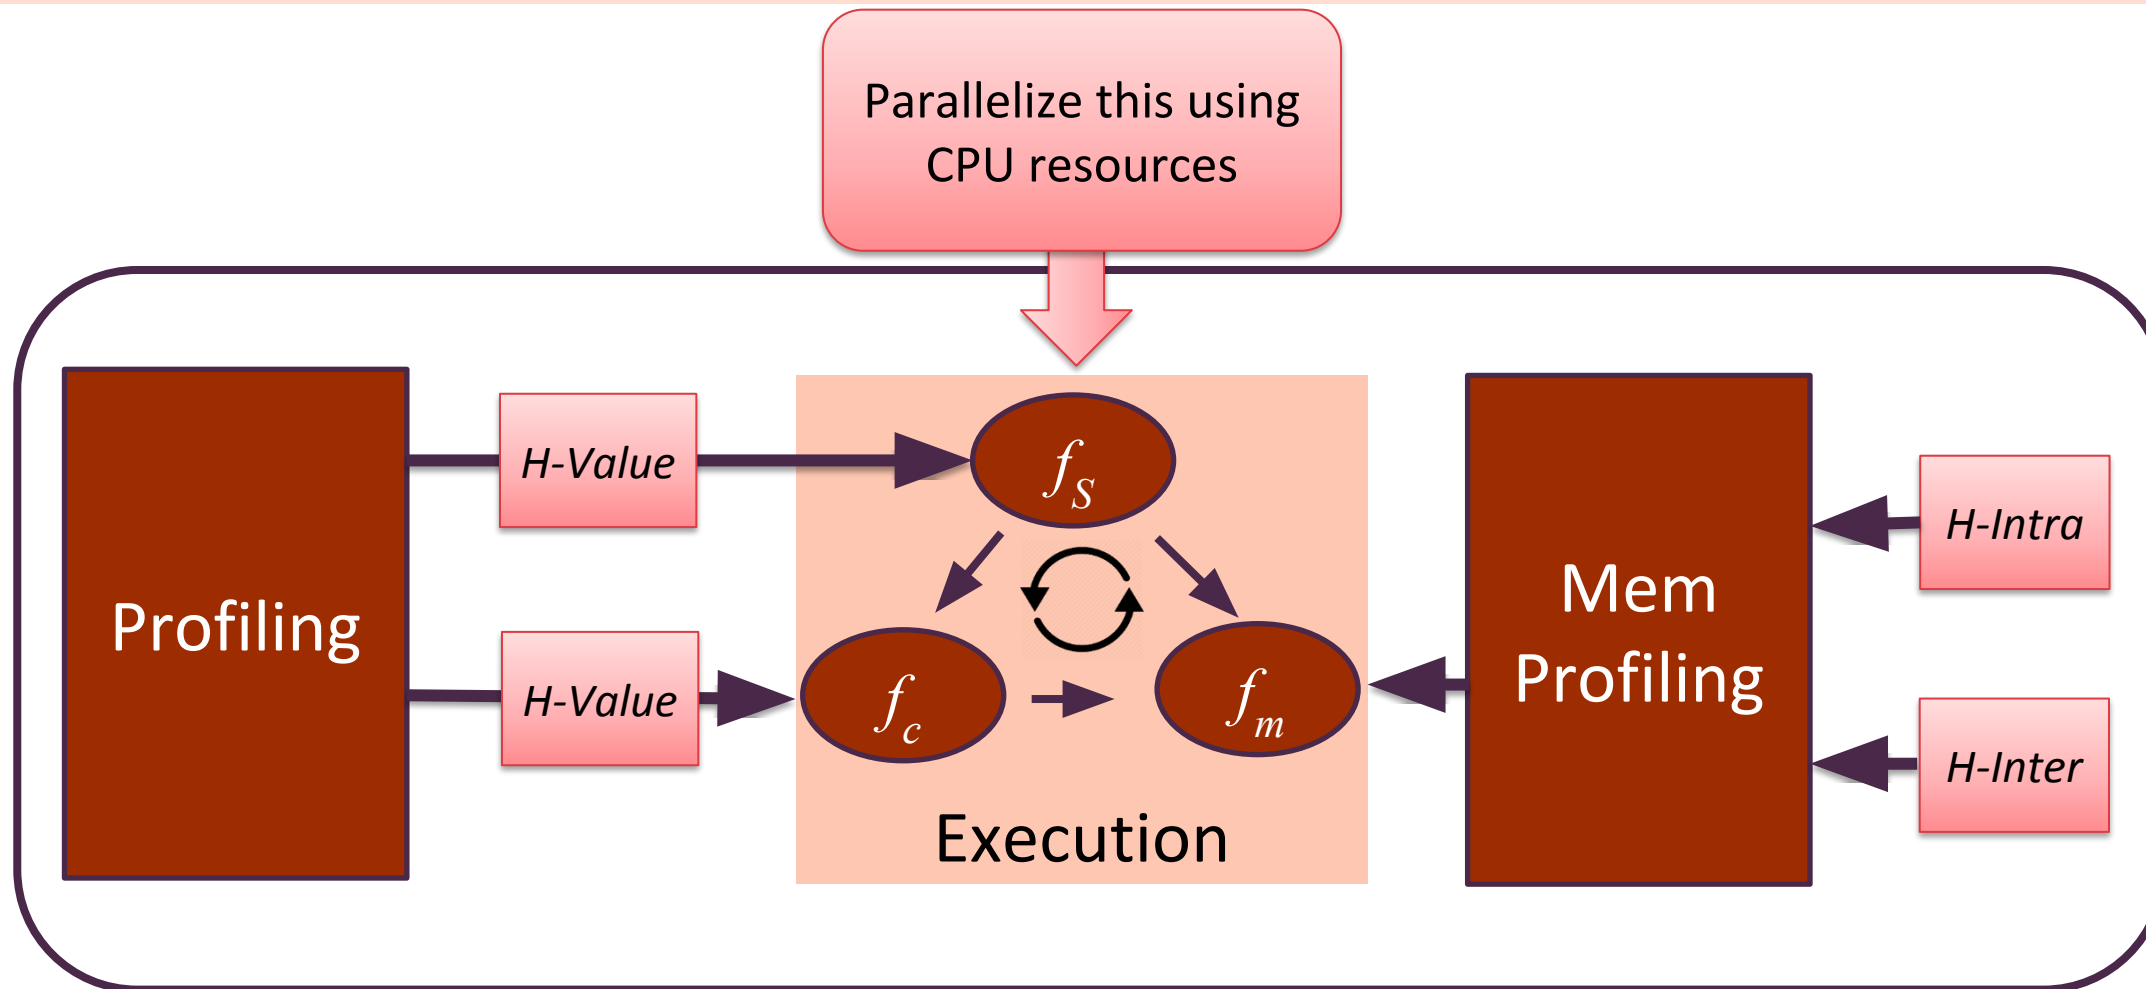 Parallelize this using
CPU resources
Profiling
H-Value
H-Value
f_S
f_c
f_m
Execution
Mem
Profiling
H-Intra
H-Inter